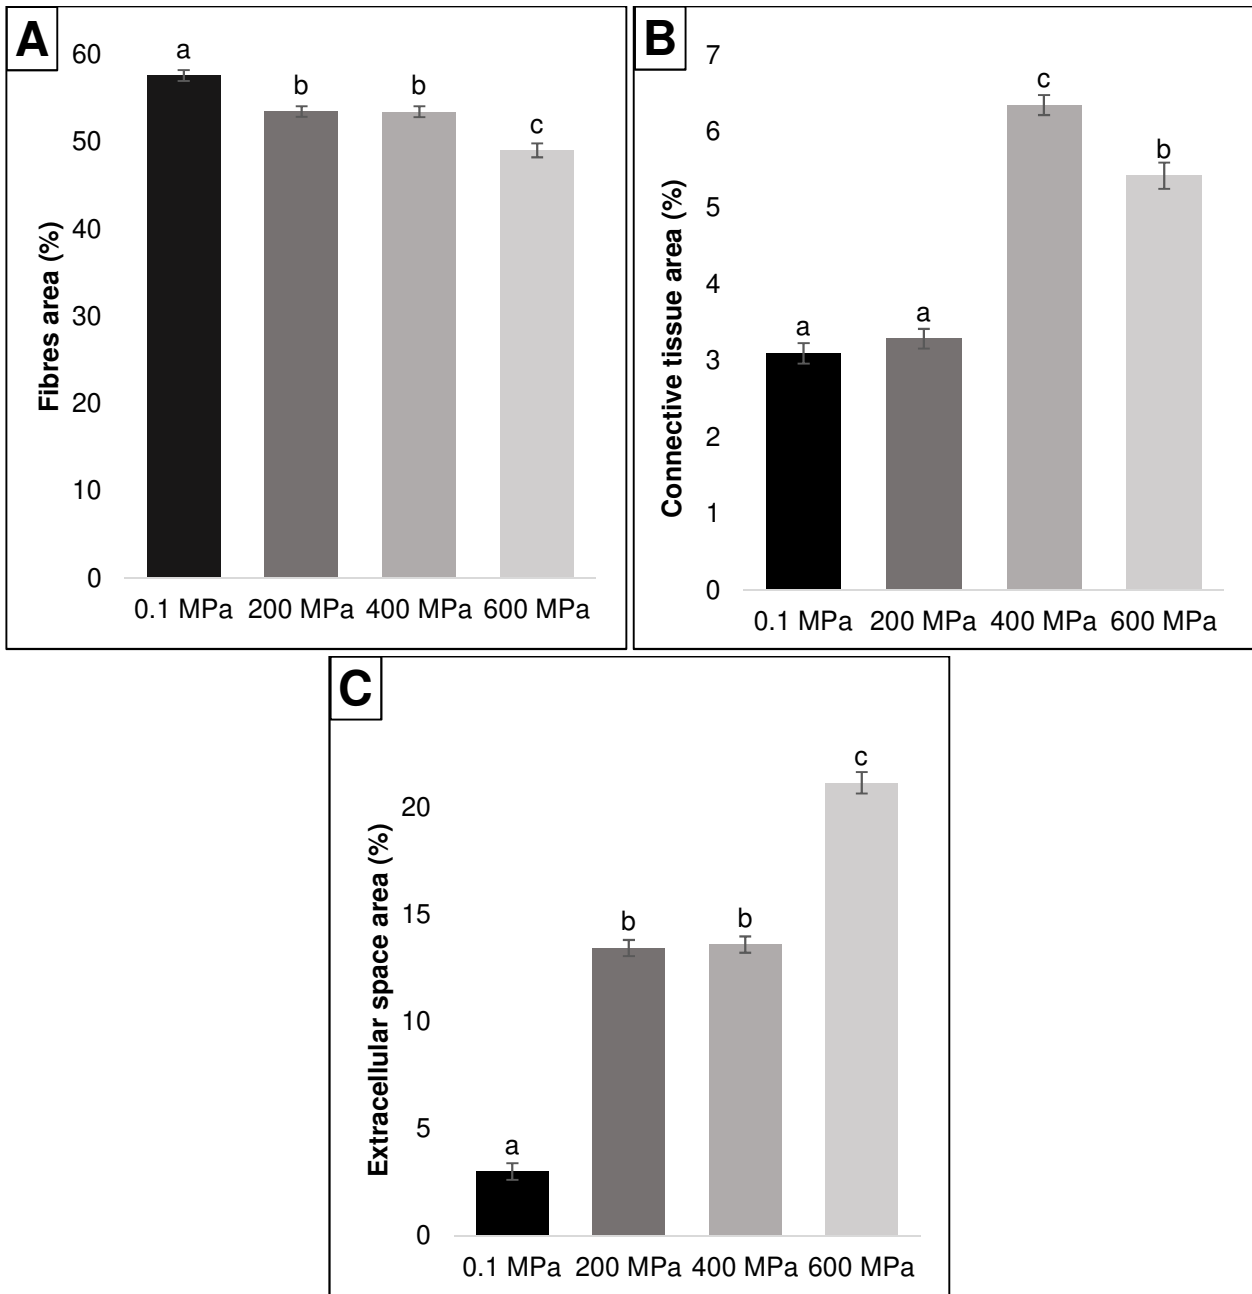 A
Fibres area (%)
60
50
40
30
20
10
0
a
b
b
c
0.1 MPa 200 MPa 400 MPa 600 MPa
B
Connective tissue area (%)
7
6
5
4
3
2
1
0
a
a
c
b
0.1 MPa 200 MPa 400 MPa 600 MPa
C
Extracellular space area (%)
20
15
10
5
0
a
b
b
c
0.1 MPa 200 MPa 400 MPa 600 MPa